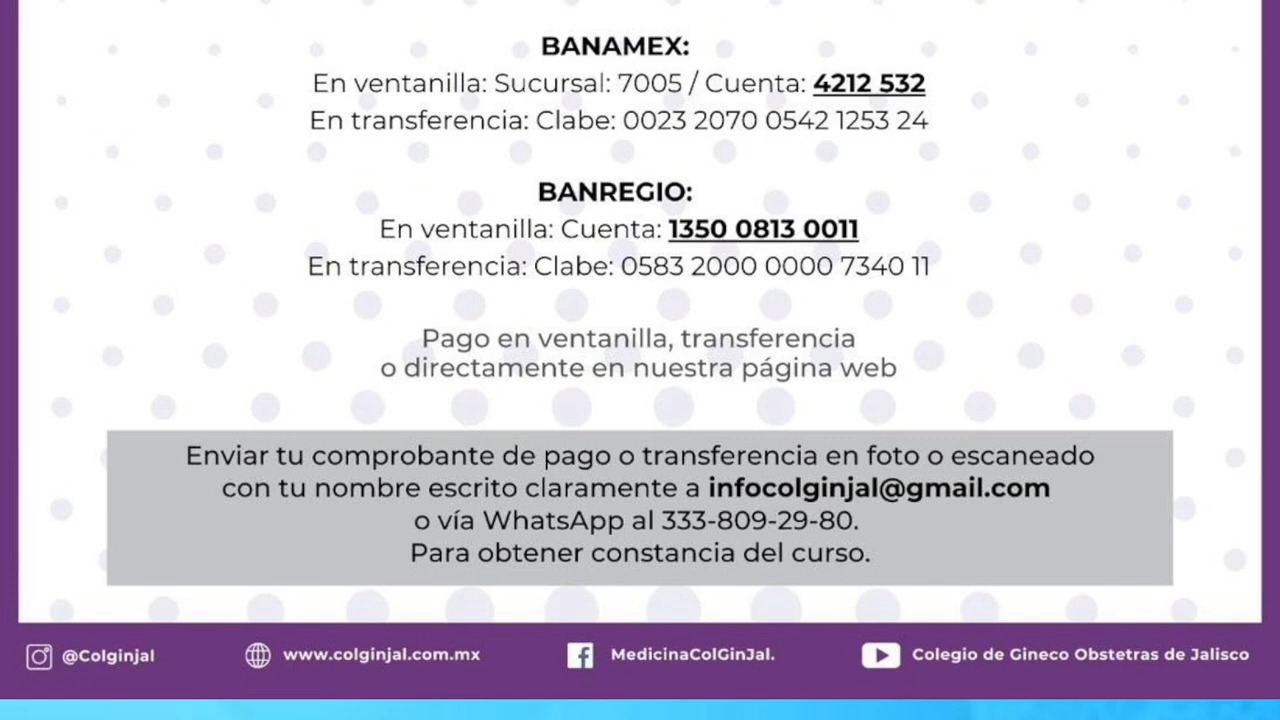 BANAMEX:
En ventanilla: Sucursal: 7005 / Cuenta: 4212 532
En transferencia: Clabe: 0023 2070 0542 1253 24
BANREGIO:
En ventanilla: Cuenta: 1350 0813 0011
En transferencia: Clabe: 0583 2000 0000 7340 11
Pago en ventanilla, transferencia
o directamente en nuestra página web
Enviar tu comprobante de pago o transferencia en foto o escaneado
con tu nombre escrito claramente a infocolginjal@gmail.com
o vía WhatsApp al 333-809-29-80.
Para obtener constancia del curso.
@Colginjal www.colginjal.com.mx MedicinaColGinJal. Colegio de Gineco Obstetras de Jalisco